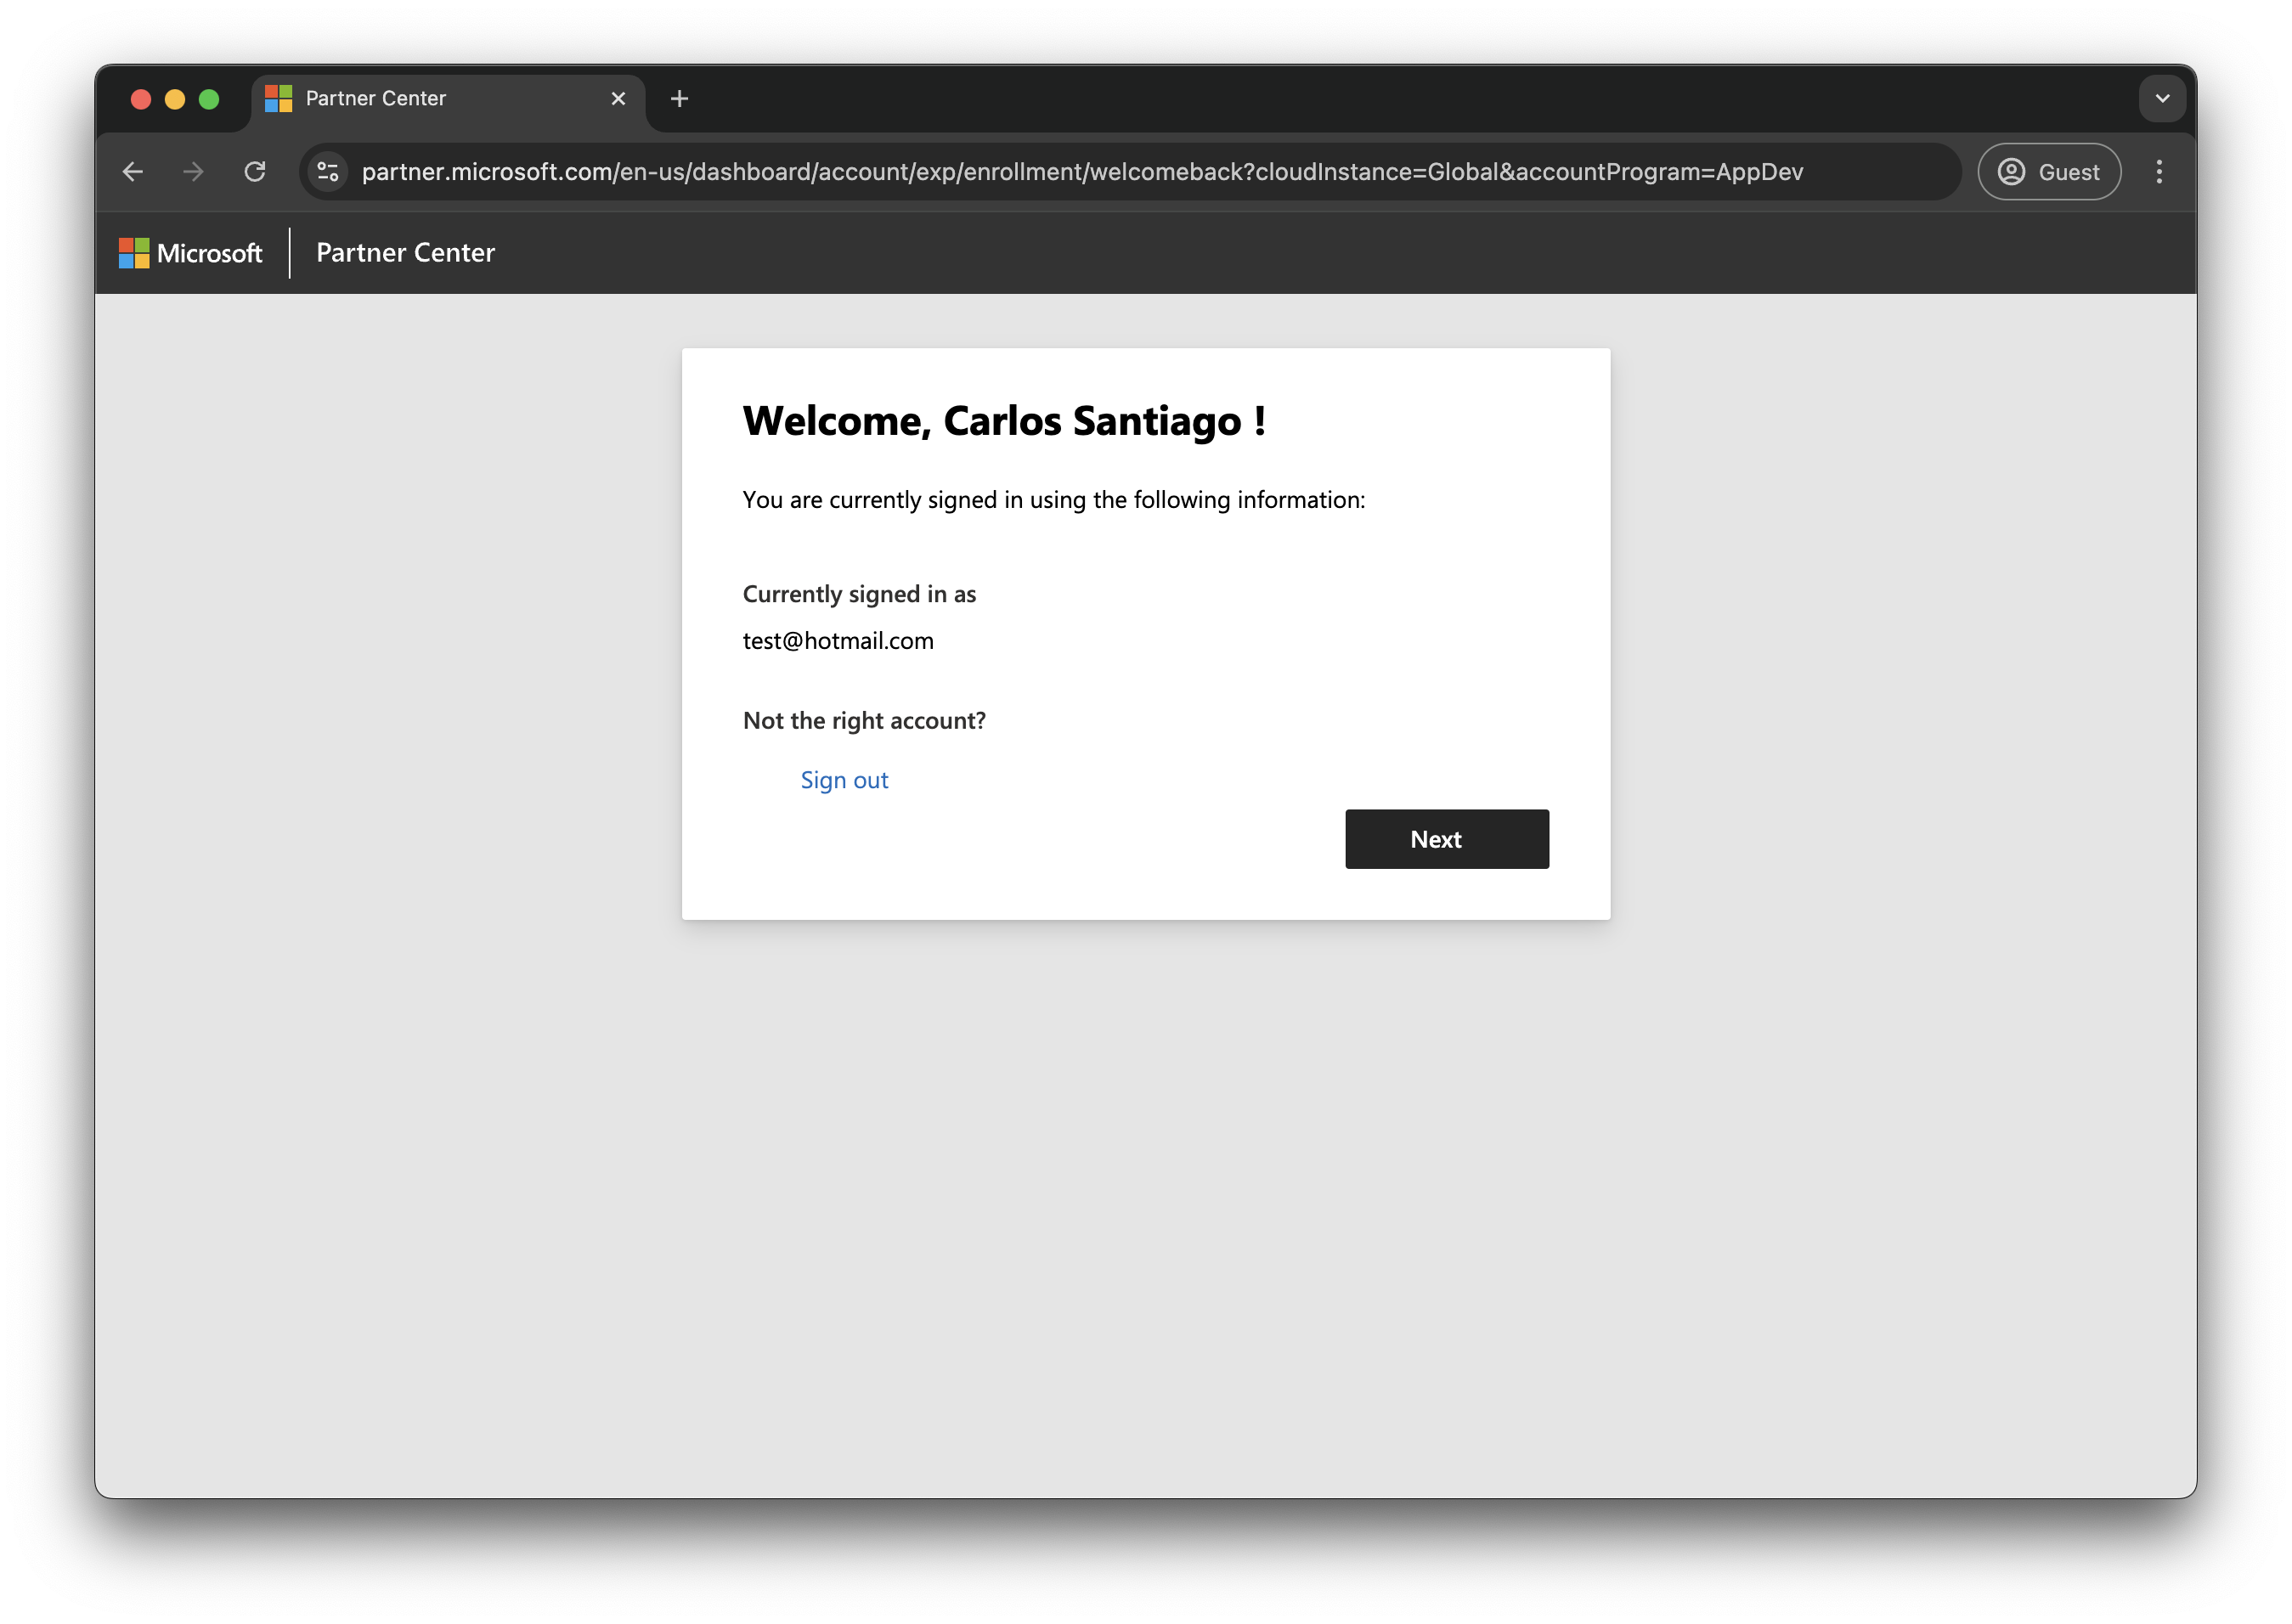 Partner Center
partner.microsoft.com/en-us/dashboard/account/exp/enrollment/welcomeback?cloudInstance=Global&accountProgram=AppDev
Guest
Microsoft
Partner Center
Welcome, Carlos Santiago !
You are currently signed in using the following information:
Currently signed in as
test@hotmail.com
Not the right account?
Sign out
Next